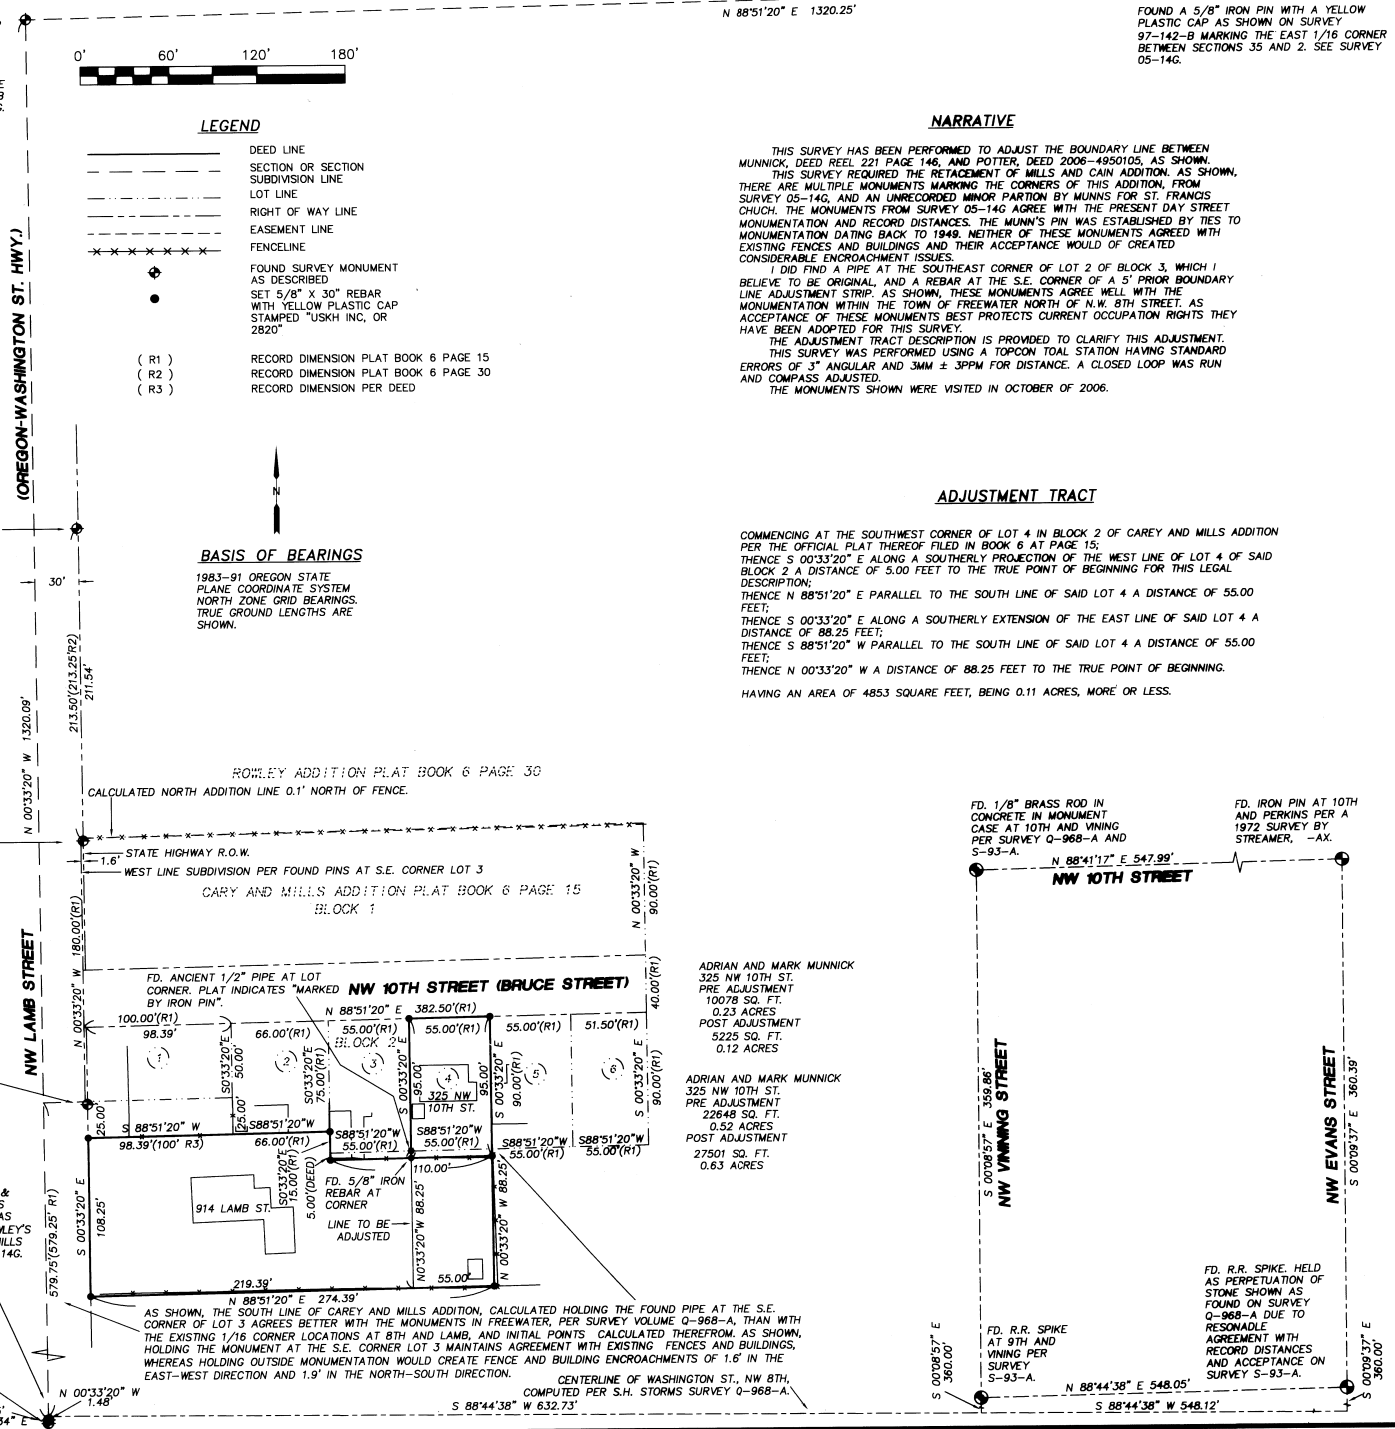 N 88°51'20" E 1320.25'
FOUND A 5/8" IRON PIN WITH A YELLOW
PLASTIC CAP AS SHOWN ON SURVEY
97-142-B MARKING THE EAST 1/16 CORNER
BETWEEN SECTIONS 35 AND 2. SEE SURVEY
05-14G.
0' 60' 120' 180'
LEGEND
DEED LINE
SECTION OR SECTION
SUBDIVISION LINE
LOT LINE
RIGHT OF WAY LINE
EASEMENT LINE
FENCELINE
FOUND SURVEY MONUMENT
AS DESCRIBED
SET 5/8" X 30" REBAR
WITH YELLOW PLASTIC CAP
STAMPED "USKH INC, OR
2820"
( R1 ) RECORD DIMENSION PLAT BOOK 6 PAGE 15
( R2 ) RECORD DIMENSION PLAT BOOK 6 PAGE 30
( R3 ) RECORD DIMENSION PER DEED
NARRATIVE
THIS SURVEY HAS BEEN PERFORMED TO ADJUST THE BOUNDARY LINE BETWEEN
MUNNICK, DEED REEL 221 PAGE 146, AND POTTER, DEED 2006-4950105, AS SHOWN.
THIS SURVEY REQUIRED THE RETACEMENT OF MILLS AND CAIN ADDITION. AS SHOWN,
THERE ARE MULTIPLE MONUMENTS MARKING THE CORNERS OF THIS ADDITION, FROM
SURVEY 05-14G, AND AN UNRECORDED MINOR PARTION BY MUNNS FOR ST. FRANCIS
CHUCH. THE MONUMENTS FROM SURVEY 05-14G AGREE WITH THE PRESENT DAY STREET
MONUMENTATION AND RECORD DISTANCES. THE MUNN'S PIN WAS ESTABLISHED BY TIES TO
MONUMENTATION DATING BACK TO 1949. NEITHER OF THESE MONUMENTS AGREED WITH
EXISTING FENCES AND BUILDINGS AND THEIR ACCEPTANCE WOULD OF CREATED
CONSIDERABLE ENCROACHMENT ISSUES.
I DID FIND A PIPE AT THE SOUTHEAST CORNER OF LOT 2 OF BLOCK 3, WHICH I
BELIEVE TO BE ORIGINAL, AND A REBAR AT THE S.E. CORNER OF A 5' PRIOR BOUNDARY
LINE ADJUSTMENT STRIP. AS SHOWN, THESE MONUMENTS AGREE WELL WITH THE
MONUMENTATION WITHIN THE TOWN OF FREEWATER NORTH OF N.W. 8TH STREET. AS
ACCEPTANCE OF THESE MONUMENTS BEST PROTECTS CURRENT OCCUPATION RIGHTS THEY
HAVE BEEN ADOPTED FOR THIS SURVEY.
THE ADJUSTMENT TRACT DESCRIPTION IS PROVIDED TO CLARIFY THIS ADJUSTMENT.
THIS SURVEY WAS PERFORMED USING A TOPCON TOAL STATION HAVING STANDARD
ERRORS OF 3" ANGULAR AND 3MM ± 3PPM FOR DISTANCE. A CLOSED LOOP WAS RUN
AND COMPASS ADJUSTED.
THE MONUMENTS SHOWN WERE VISITED IN OCTOBER OF 2006.
(OREGON-WASHINGTON ST. HWY.)
N
BASIS OF BEARINGS
1983-91 OREGON STATE
PLANE COORDINATE SYSTEM
NORTH ZONE GRID BEARINGS.
TRUE GROUND LENGTHS ARE
SHOWN.
ADJUSTMENT TRACT
COMMENCING AT THE SOUTHWEST CORNER OF LOT 4 IN BLOCK 2 OF CAREY AND MILLS ADDITION
PER THE OFFICIAL PLAT THEREOF FILED IN BOOK 6 AT PAGE 15;
THENCE S 00°33'20" E ALONG A SOUTHERLY PROJECTION OF THE WEST LINE OF LOT 4 OF SAID
BLOCK 2 A DISTANCE OF 5.00 FEET TO THE TRUE POINT OF BEGINNING FOR THIS LEGAL
DESCRIPTION;
THENCE N 88°51'20" E PARALLEL TO THE SOUTH LINE OF SAID LOT 4 A DISTANCE OF 55.00
FEET;
THENCE S 00°33'20" E ALONG A SOUTHERLY EXTENSION OF THE EAST LINE OF SAID LOT 4 A
DISTANCE OF 88.25 FEET;
THENCE S 88°51'20" W PARALLEL TO THE SOUTH LINE OF SAID LOT 4 A DISTANCE OF 55.00
FEET;
THENCE N 00°33'20" W A DISTANCE OF 88.25 FEET TO THE TRUE POINT OF BEGINNING.
HAVING AN AREA OF 4853 SQUARE FEET, BEING 0.11 ACRES, MORE OR LESS.
30'
213.50'(213.25'R2)
211.54'
N 00°33'20" W 1320.09'
ROWLEY ADDITION PLAT BOOK 6 PAGE 30
CALCULATED NORTH ADDITION LINE 0.1' NORTH OF FENCE.
STATE HIGHWAY R.O.W.
1.6'
WEST LINE SUBDIVISION PER FOUND PINS AT S.E. CORNER LOT 3
CARY AND MILLS ADDITION PLAT BOOK 6 PAGE 15
BLOCK 1
N 00°33'20" W
90.00'(R1)
N 00°33'20" W 180.00'(R1)
NW LAMB STREET
FD. ANCIENT 1/2" PIPE AT LOT
CORNER. PLAT INDICATES "MARKED
BY IRON PIN".
NW 10TH STREET (BRUCE STREET)
N 88°51'20" E 382.50'(R1)
40.00'(R1)
100.00'(R1)
98.39'
66.00'(R1)
55.00'(R1)
55.00'(R1)
55.00'(R1)
51.50'(R1)
BLOCK 2
1
2
3
4
5
6
S0°33'20"E
50.00'
25.00'
S0°33'20"E
75.00'(R1)
S 00°33'20" E
95.00'
95.00'
S 00°33'20" E
90.00'(R1)
S 00°33'20" E
90.00'(R1)
325 NW
10TH ST.
25.00'
S 88°51'20" W
98.39'(100' R3)
S88°51'20"W
66.00'(R1)
S88°51'20"W
55.00'(R1)
S88°51'20"W
55.00'(R1)
S88°51'20"W
55.00'(R1)
S88°51'20"W
55.00'(R1)
110.00'
S0°33'20"E
15.00'(R1)
5.00'(DEED)
FD. 5/8" IRON
REBAR AT
CORNER
LINE TO BE
ADJUSTED
914 LAMB ST.
S 00°33'20" E
108.25'
N0°33'20"W 88.25'
N 00°33'20" W 88.25'
219.39'
55.00'
N 88°51'20" E 274.39'
ADRIAN AND MARK MUNNICK
325 NW 10TH ST.
PRE ADJUSTMENT
10078 SQ. FT.
0.23 ACRES
POST ADJUSTMENT
5225 SQ. FT.
0.12 ACRES
ADRIAN AND MARK MUNNICK
325 NW 10TH ST.
PRE ADJUSTMENT
22648 SQ. FT.
0.52 ACRES
POST ADJUSTMENT
27501 SQ. FT.
0.63 ACRES
FD. 1/8" BRASS ROD IN
CONCRETE IN MONUMENT
CASE AT 10TH AND VINING
PER SURVEY Q-968-A AND
S-93-A.
FD. IRON PIN AT 10TH
AND PERKINS PER A
1972 SURVEY BY
STREAMER, -AX.
N 88°41'17" E 547.99'
NW 10TH STREET
S 00°08'57" E 359.86'
NW VINING STREET
NW EVANS STREET
S 00°09'37" E 360.39'
&
S
AS
MLEY'S
MILLS
14G.
579.75'(579.25' R1)
AS SHOWN, THE SOUTH LINE OF CAREY AND MILLS ADDITION, CALCULATED HOLDING THE FOUND PIPE AT THE S.E.
CORNER OF LOT 3 AGREES BETTER WITH THE MONUMENTS IN FREEWATER, PER SURVEY VOLUME Q-968-A, THAN WITH
THE EXISTING 1/16 CORNER LOCATIONS AT 8TH AND LAMB, AND INITIAL POINTS CALCULATED THEREFROM. AS SHOWN,
HOLDING THE MONUMENT AT THE S.E. CORNER LOT 3 MAINTAINS AGREEMENT WITH EXISTING FENCES AND BUILDINGS,
WHEREAS HOLDING OUTSIDE MONUMENTATION WOULD CREATE FENCE AND BUILDING ENCROACHMENTS OF 1.6' IN THE
EAST-WEST DIRECTION AND 1.9' IN THE NORTH-SOUTH DIRECTION.
CENTERLINE OF WASHINGTON ST., NW 8TH,
COMPUTED PER S.H. STORMS SURVEY Q-968-A.
N 00°33'20" W
1.48'
S 88°44'38" W 632.73'
S 00°08'57" E
360.00'
FD. R.R. SPIKE
AT 9TH AND
VINING PER
SURVEY
S-93-A.
FD. R.R. SPIKE. HELD
AS PERPETUATION OF
STONE SHOWN AS
FOUND ON SURVEY
Q-968-A DUE TO
RESONABLE
AGREEMENT WITH
RECORD DISTANCES
AND ACCEPTANCE ON
SURVEY S-93-A.
N 88°44'38" E 548.05'
S 88°44'38" W 548.12'
S 00°09'37" E
360.00'